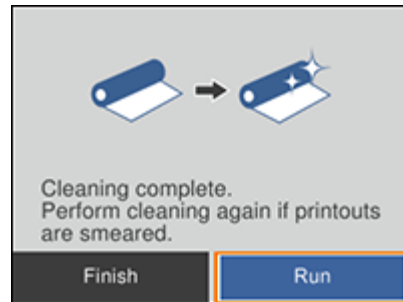 Cleaning complete.
Perform cleaning again if printouts
are smeared.
Finish
Run